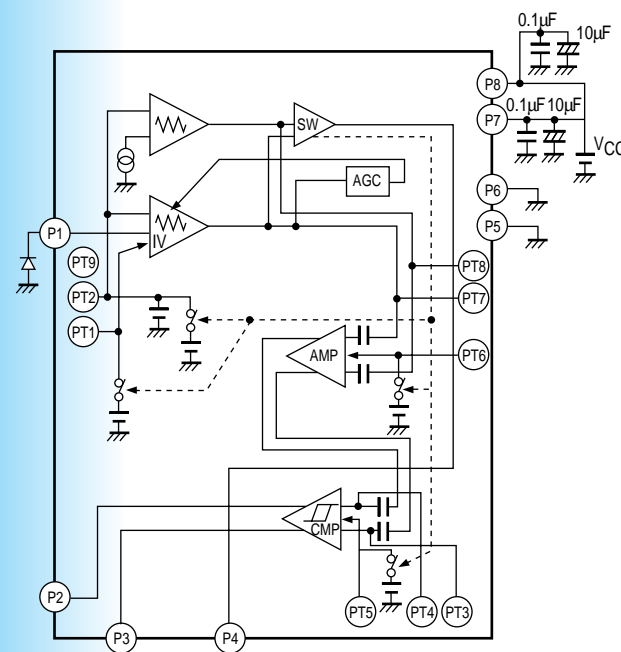 0.1µF
10µF
P8
0.1µF 10µF
P7
VCC
SW
AGC
P6
P1
IV
P5
PT9
PT8
PT2
PT7
PT1
AMP
PT6
CMP
P2
PT5
PT4
PT3
P3
P4